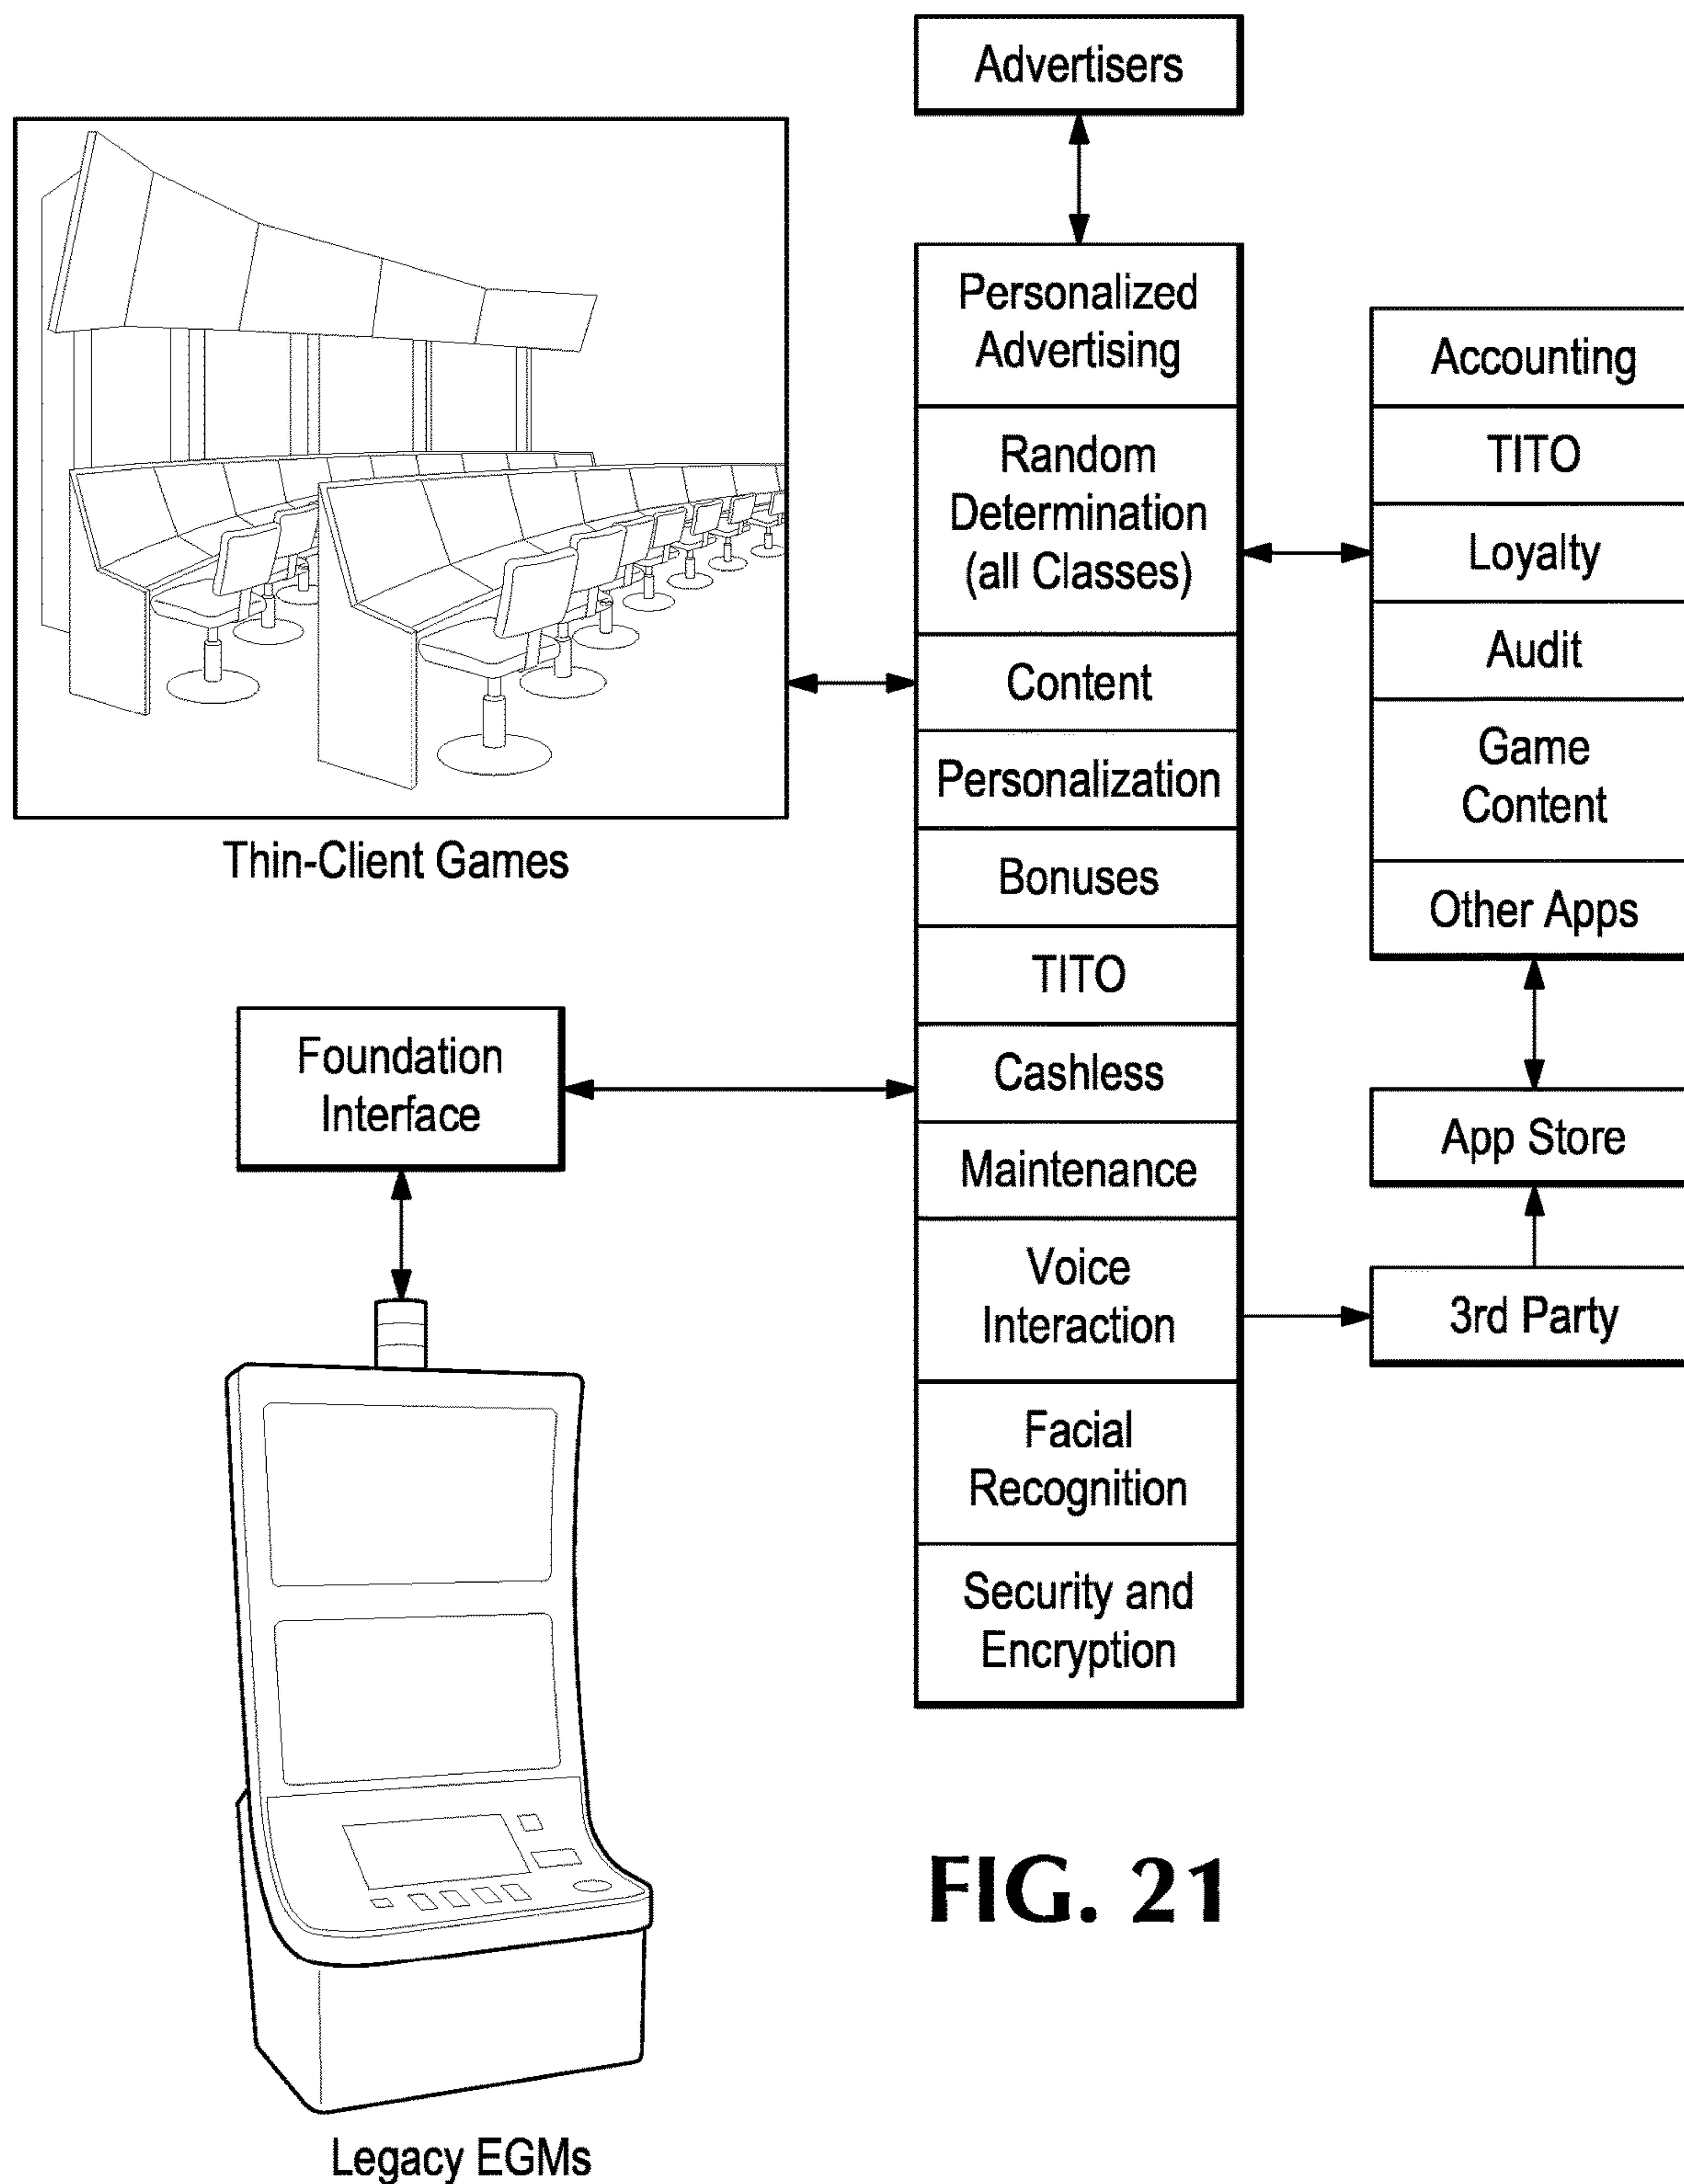 Advertisers
Personalized
Advertising
Random
Determination
(all Classes)
Content
Personalization
Bonuses
TITO
Cashless
Maintenance
Voice
Interaction
Facial
Recognition
Security and
Encryption
Accounting
TITO
Loyalty
Audit
Game
Content
Other Apps
App Store
3rd Party
Thin-Client Games
Foundation
Interface
Legacy EGMs
FIG. 21